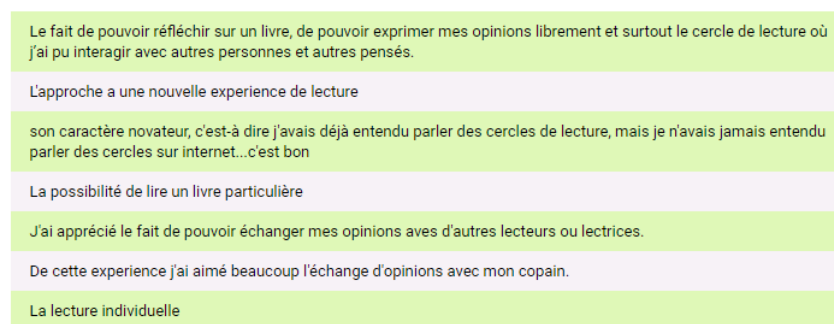 Le fait de pouvoir réfléchir sur un livre, de pouvoir exprimer mes opinions librement et surtout le cercle de lecture où
j'ai pu interagir avec autres personnes et autres pensés.
L'approche a une nouvelle experience de lecture
son caractère novateur, c'est-à dire j'avais déjà entendu parler des cercles de lecture, mais je n'avais jamais entendu
parler des cercles sur internet...c'est bon
La possibilité de lire un livre particulière
J'ai apprécié le fait de pouvoir échanger mes opinions aves d'autres lecteurs ou lectrices.
De cette experience j'ai aimé beaucoup l'échange d'opinions avec mon copain.
La lecture individuelle